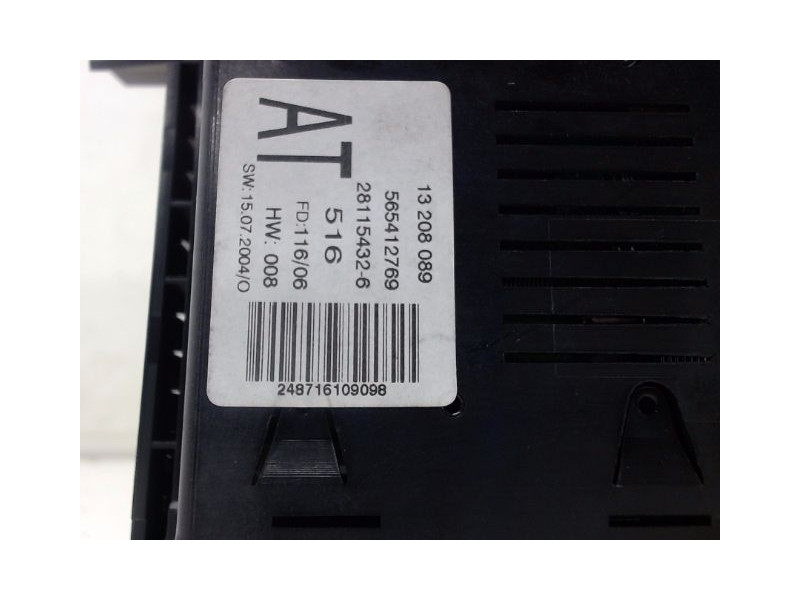 13 208 089
565412769
28115432-6
AT
516
FD:116/06
HW: 008
SW:15.07.2004/O
248716109098